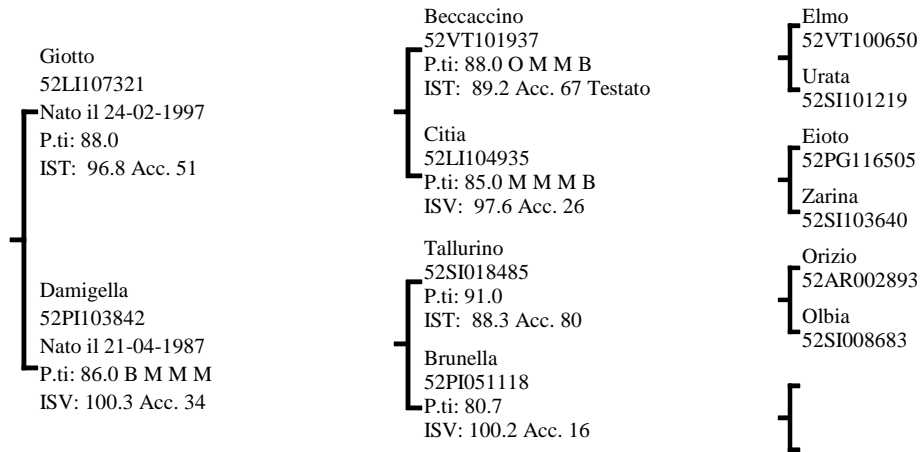 Giotto
52LI107321
Nato il 24-02-1997
P.ti: 88.0
IST: 96.8 Acc. 51
Damigella
52PI103842
Nato il 21-04-1987
P.ti: 86.0 B M M M
ISV: 100.3 Acc. 34
Beccaccino
52VT101937
P.ti: 88.0 O M M B
IST: 89.2 Acc. 67 Testato
Citia
52LI104935
P.ti: 85.0 M M M B
ISV: 97.6 Acc. 26
Tallurino
52SI018485
P.ti: 91.0
IST: 88.3 Acc. 80
Brunella
52PI051118
P.ti: 80.7
ISV: 100.2 Acc. 16
Elmo
52VT100650
Urata
52SI101219
Eioto
52PG116505
Zarina
52SI103640
Orizio
52AR002893
Olbia
52SI008683